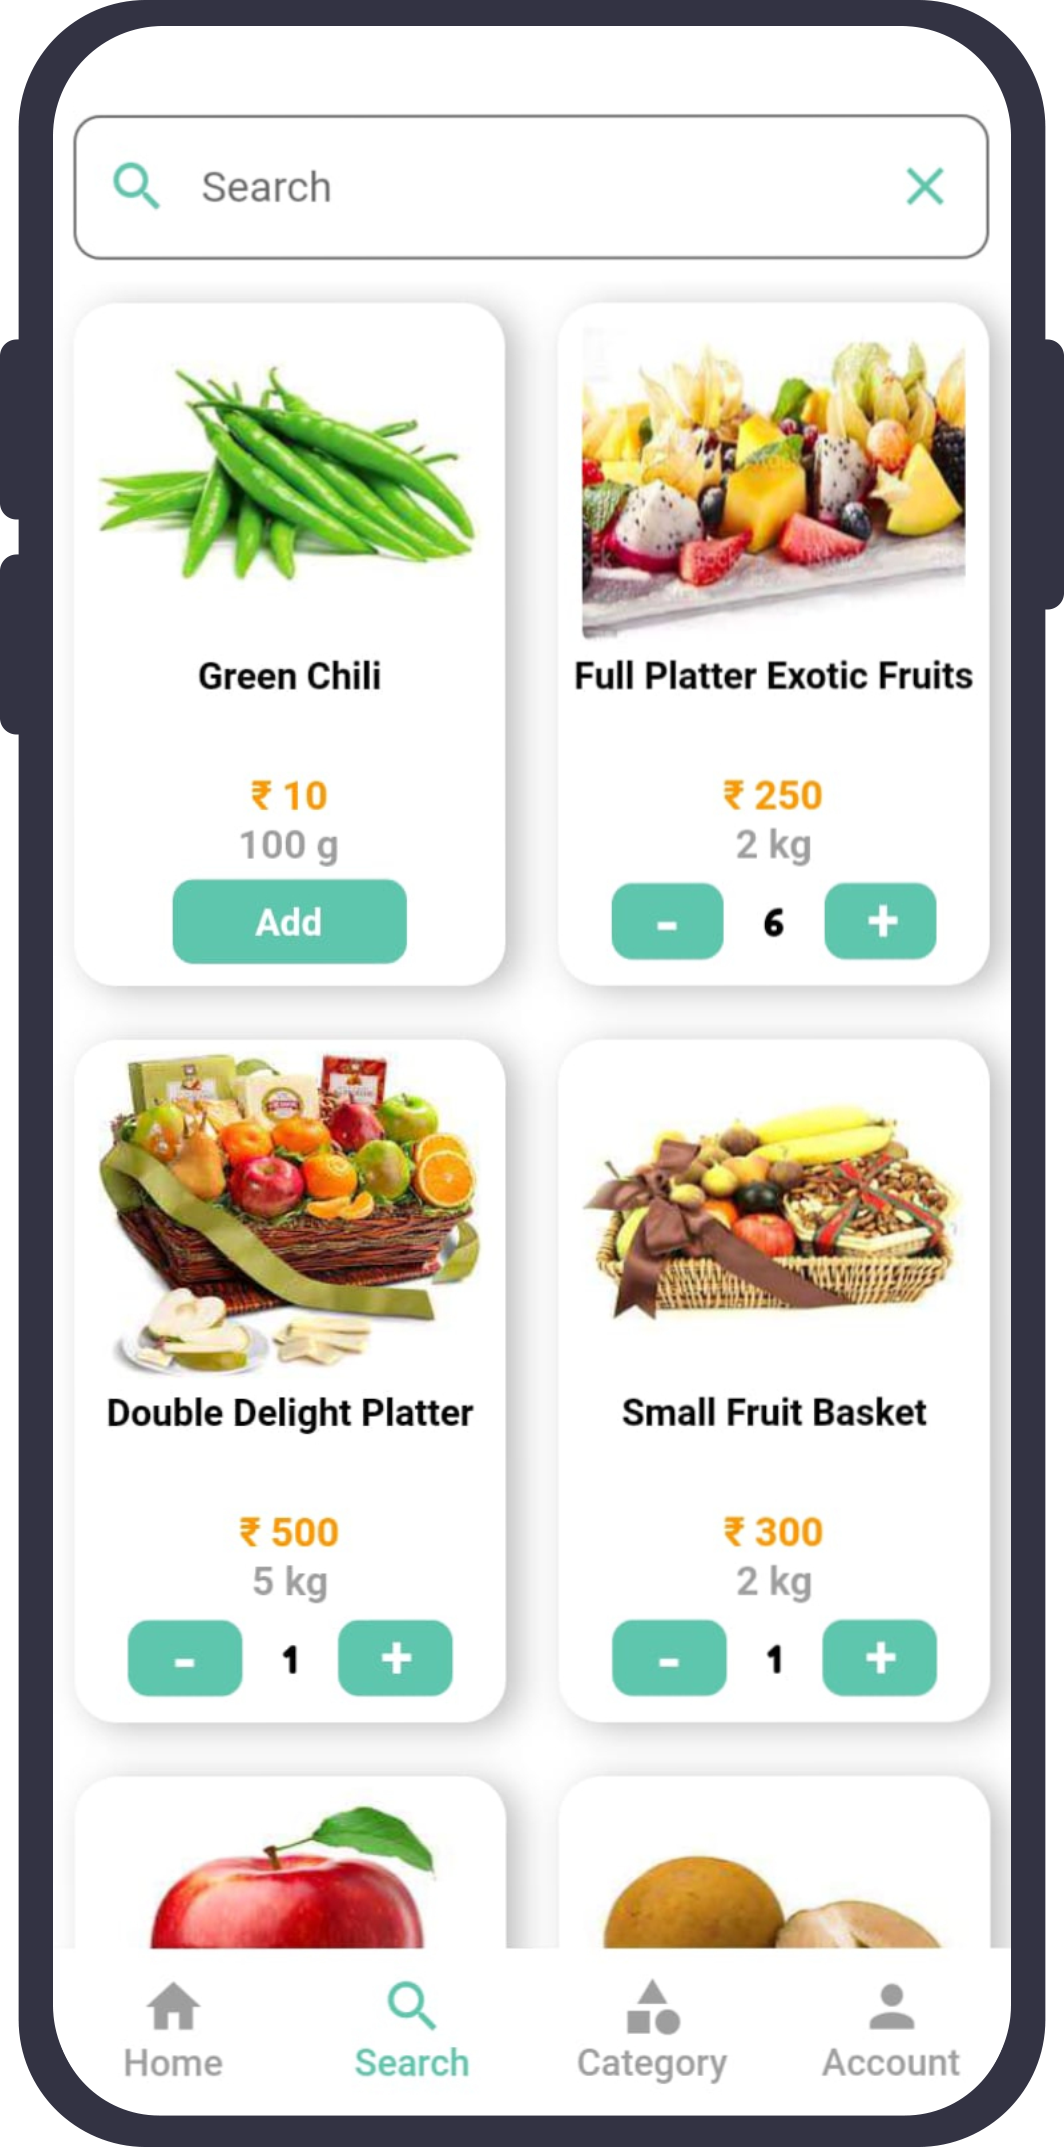 Search
Green Chili
₹ 10
100 g
Add
Full Platter Exotic Fruits
₹ 250
2 kg
- 6 +
Double Delight Platter
₹ 500
5 kg
- 1 +
Small Fruit Basket
₹ 300
2 kg
- 1 +
Home
Search
Category
Account